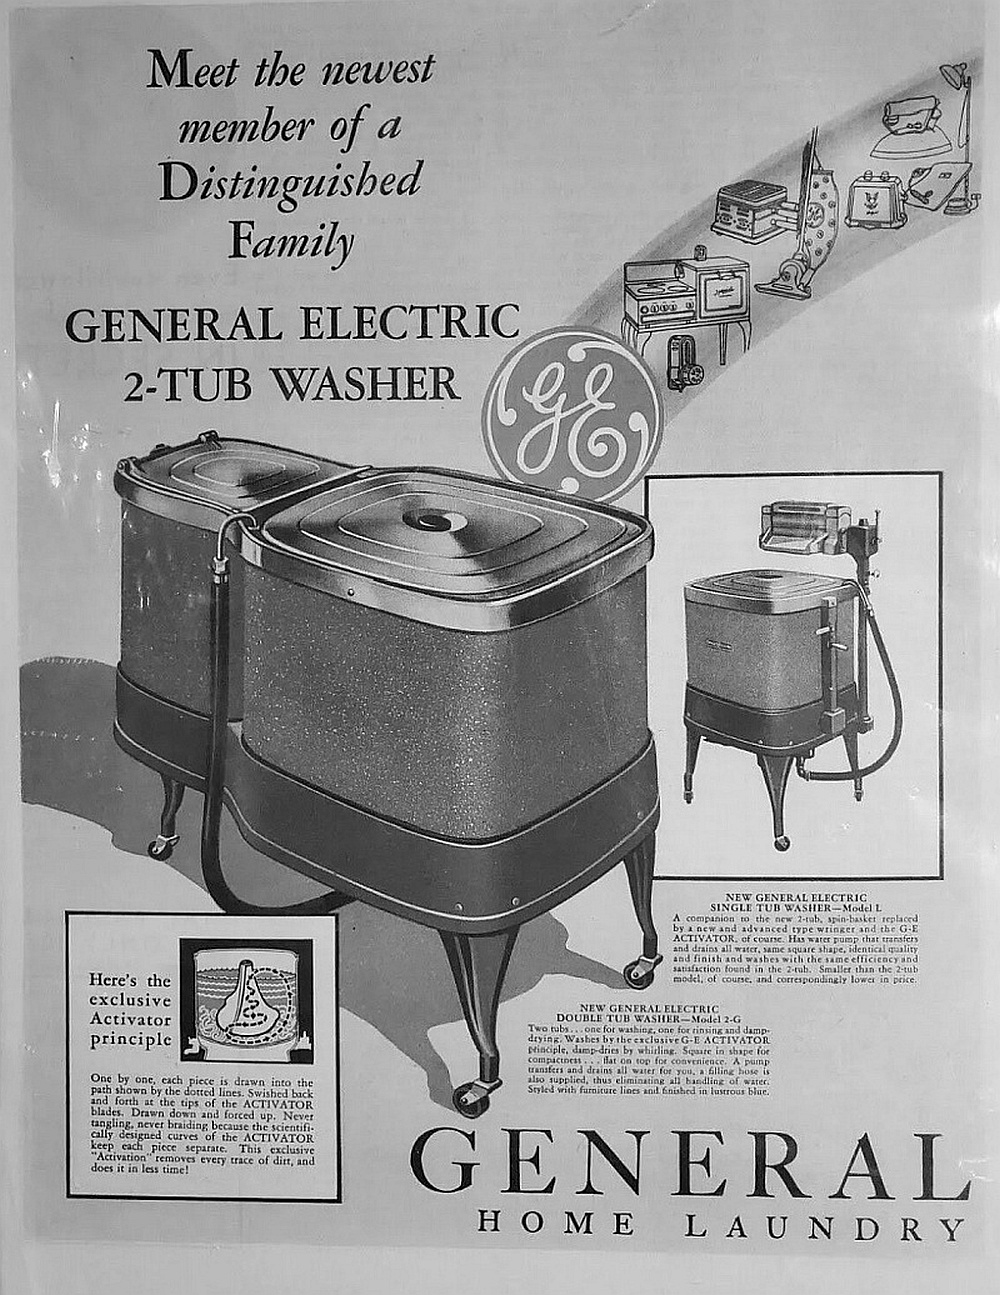 Meet the newest
member of a
Distinguished
Family
GENERAL ELECTRIC
2-TUB WASHER
GE
NEW GENERAL ELECTRIC
SINGLE TUB WASHER—Model L
A companion to the new 2-tub, spin-basket replaced
by a new and advanced type wringer and the G-E
ACTIVATOR, of course. Has water pump that transfers
and drains all water, same square shape, identical quality
and finish and washes with the same efficiency and
satisfaction found in the 2-tub. Smaller than the 2-tub
model, of course, and correspondingly lower in price.
NEW GENERAL ELECTRIC
DOUBLE TUB WASHER—Model 2-G
Two tubs . . . one for washing, one for rinsing and damp-
drying. Washes by the exclusive G-E ACTIVATOR
principle, damp-dries by whirling. Square in shape for
compactness . . . flat on top for convenience. A pump
transfers and drains all water for you, a filling hose is
also supplied, thus eliminating all handling of water.
Styled with furniture lines and finished in lustrous blue.
Here's the
exclusive
Activator
principle
One by one, each piece is drawn into the
path shown by the dotted lines. Swished back
and forth at the tips of the ACTIVATOR
blades. Drawn down and forced up. Never
tangling, never braiding because the scientifi-
cally designed curves of the ACTIVATOR
keep each piece separate. This exclusive
"Activation" removes every trace of dirt, and
does it in less time!
GENERAL
HOME LAUNDRY